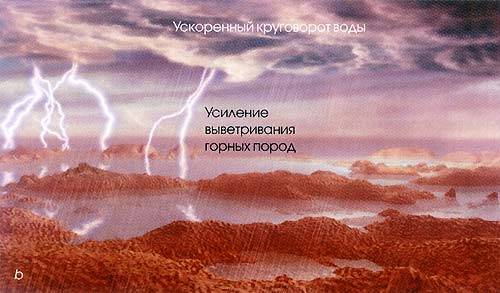 Ускоренный круговорот воды
Усиление
выветривания
горных пород
b